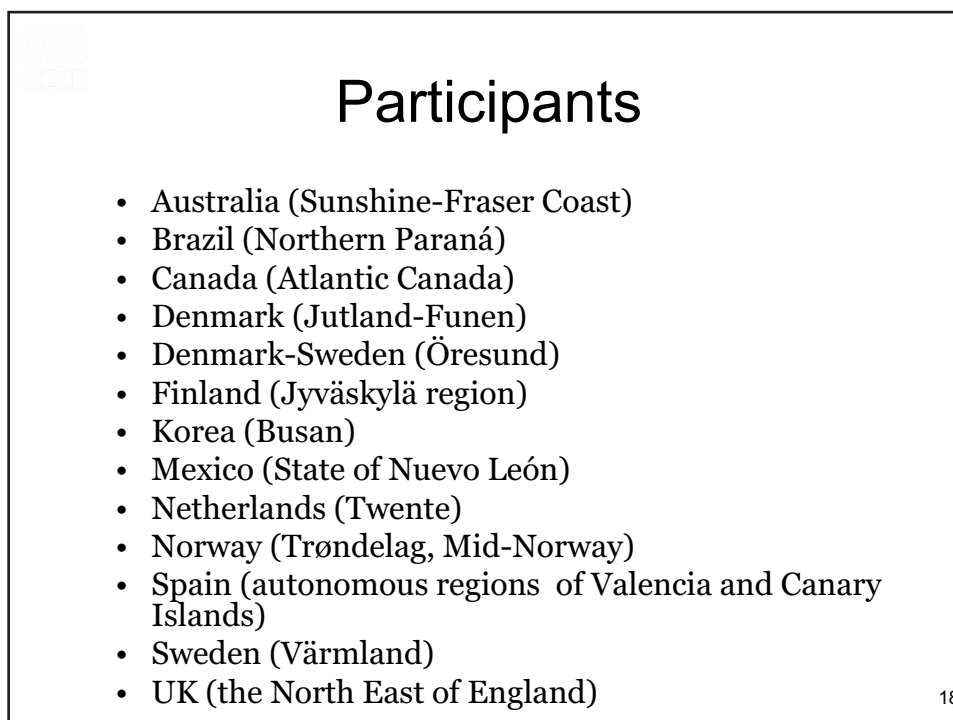 Participants
• Australia (Sunshine-Fraser Coast)
• Brazil (Northern Paraná)
• Canada (Atlantic Canada)
• Denmark (Jutland-Funen)
• Denmark-Sweden (Öresund)
• Finland (Jyväskylä region)
• Korea (Busan)
• Mexico (State of Nuevo León)
• Netherlands (Twente)
• Norway (Trøndelag, Mid-Norway)
• Spain (autonomous regions  of Valencia and Canary
Islands)
• Sweden (Värmland)
• UK (the North East of England)
18